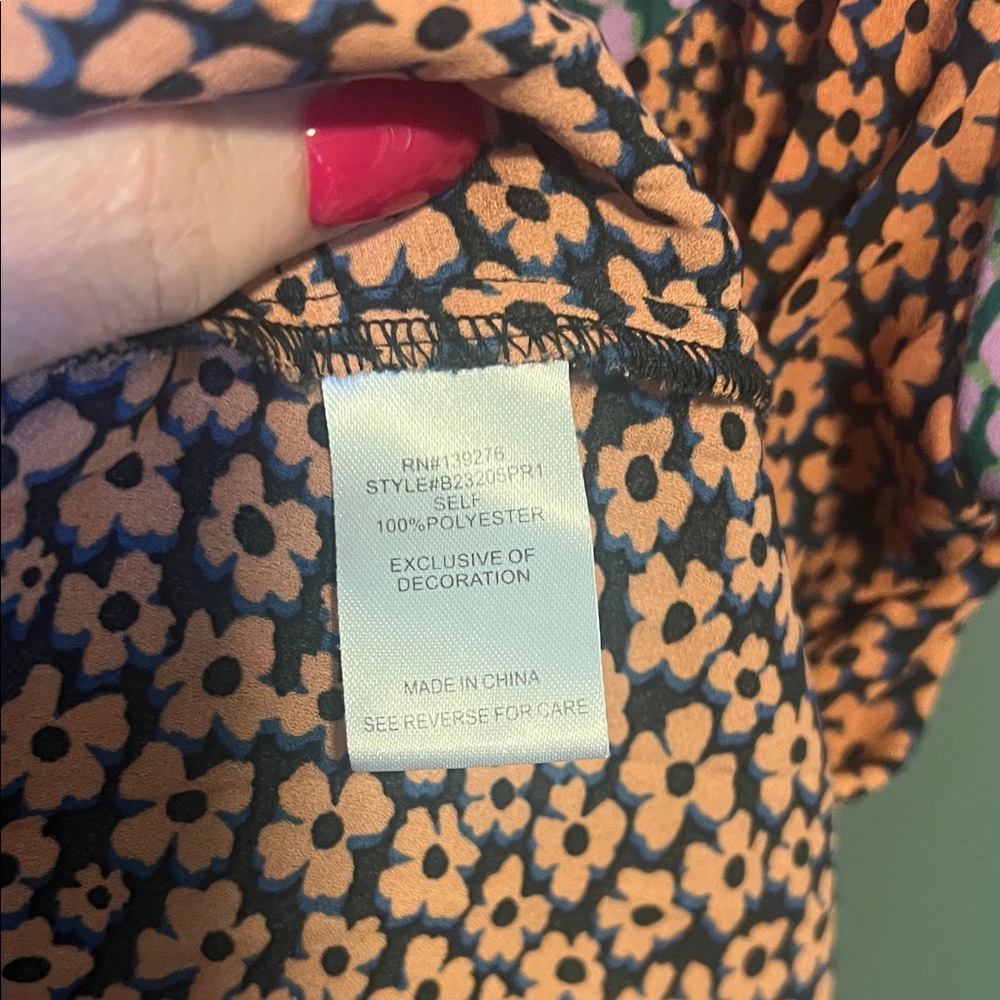 RN#139276
STYLE#B23205PR1
SELF
100%POLYESTER
EXCLUSIVE OF
DECORATION
MADE IN CHINA
SEE REVERSE FOR CARE